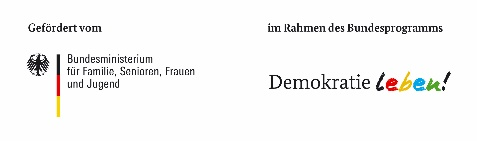 Gefördert vom
Bundesministerium
für Familie, Senioren, Frauen
und Jugend
im Rahmen des Bundesprogramms
Demokratie leben!